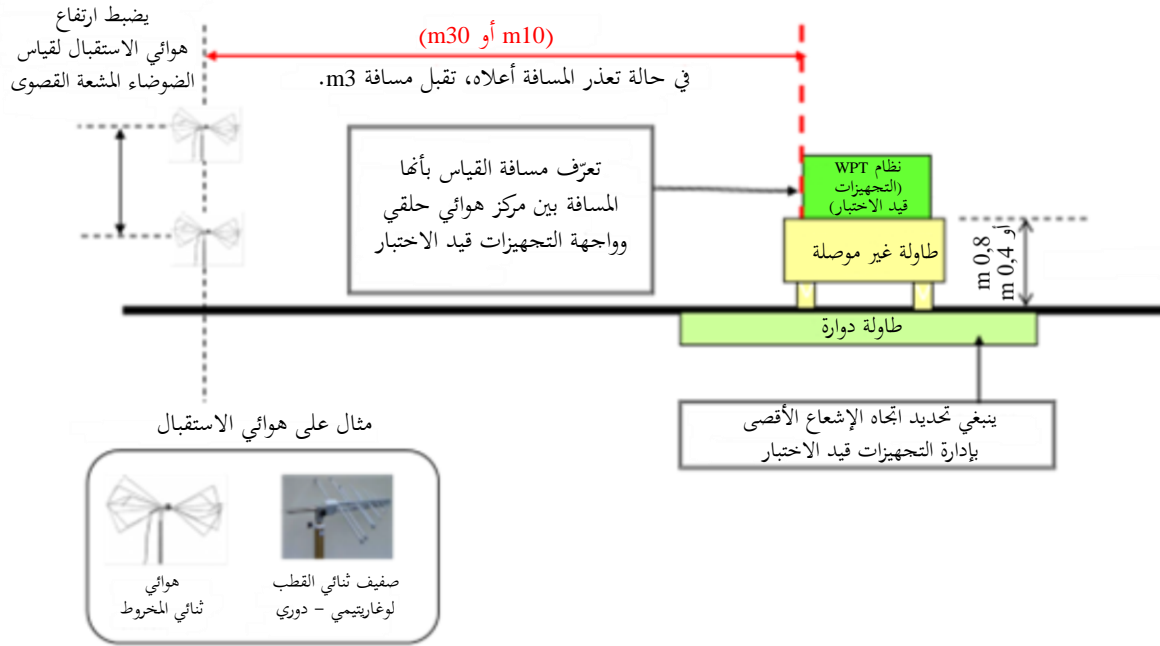 يضبط ارتفاع
هوائي الاستقبال لقياس
الضوضاء المشعة القصوى
(m10 أو m30)
في حالة تعذر المسافة أعلاه، تقبل مسافة m3.
تعرّف مسافة القياس بأنها
المسافة بين مركز هوائي حلقي
وواجهة التجهيزات قيد الاختبار
نظام WPT
(التجهيزات
قيد الاختبار)
طاولة غير موصلة
أو 0,8 m
0,4 m
طاولة دوارة
ينبغي تحديد اتجاه الإشعاع الأقصى
بإدارة التجهيزات قيد الاختبار
مثال على هوائي الاستقبال
صفيف ثنائي القطب
لوغاريتيمي – دوري
هوائي
ثنائي المخروط